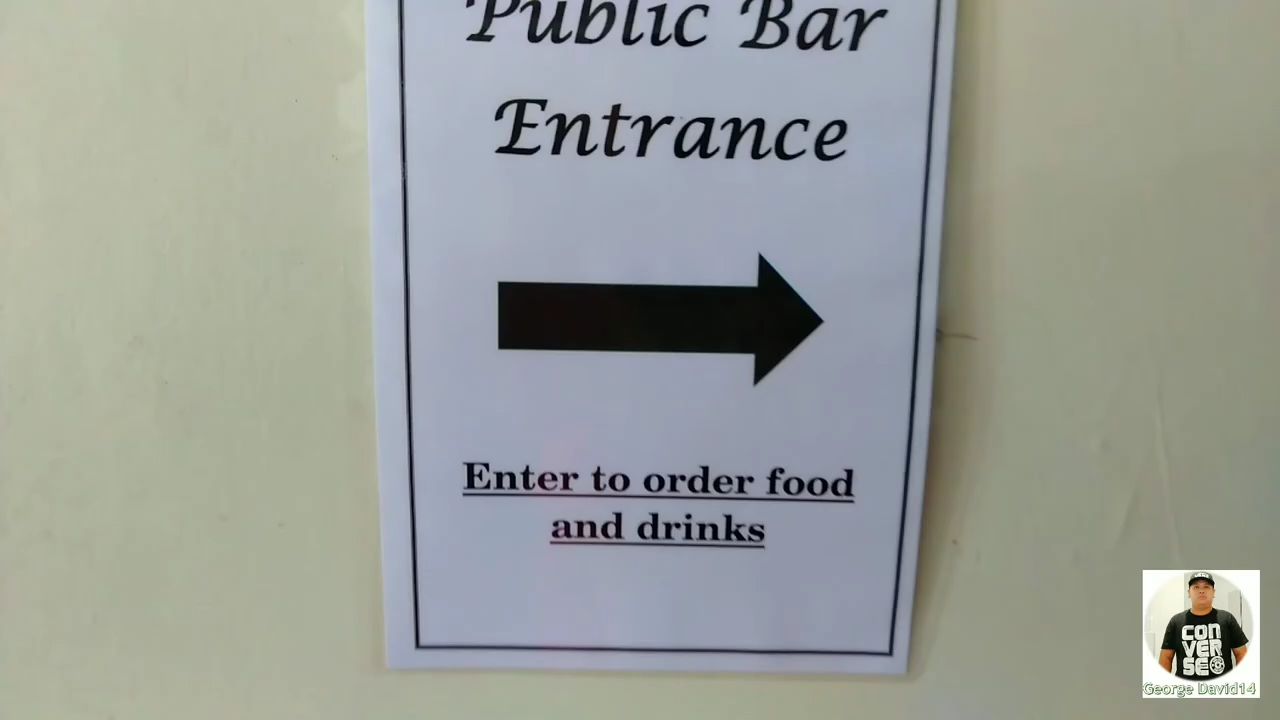 Public Bar
Entrance
Enter to order food
and drinks
CON
VER
SE
George David14